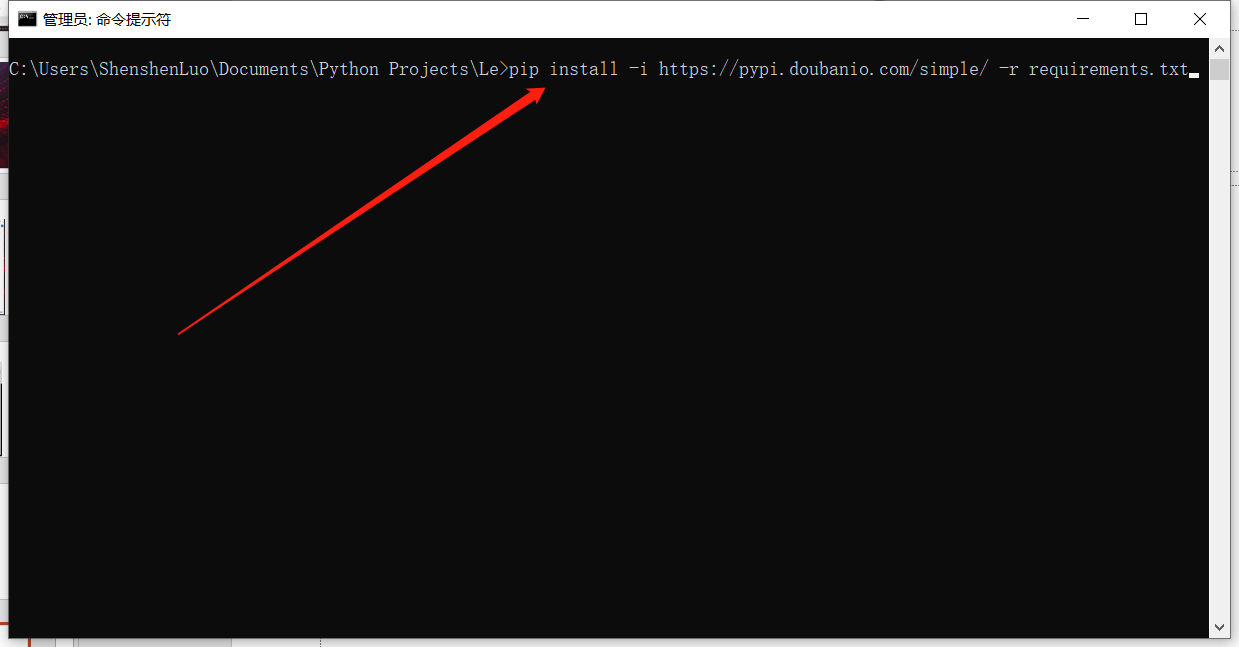 管理员: 命令提示符
C:\Users\ShenshenLuo\Documents\Python Projects\Le>pip install -i https://pypi.doubanio.com/simple/ -r requirements.txt